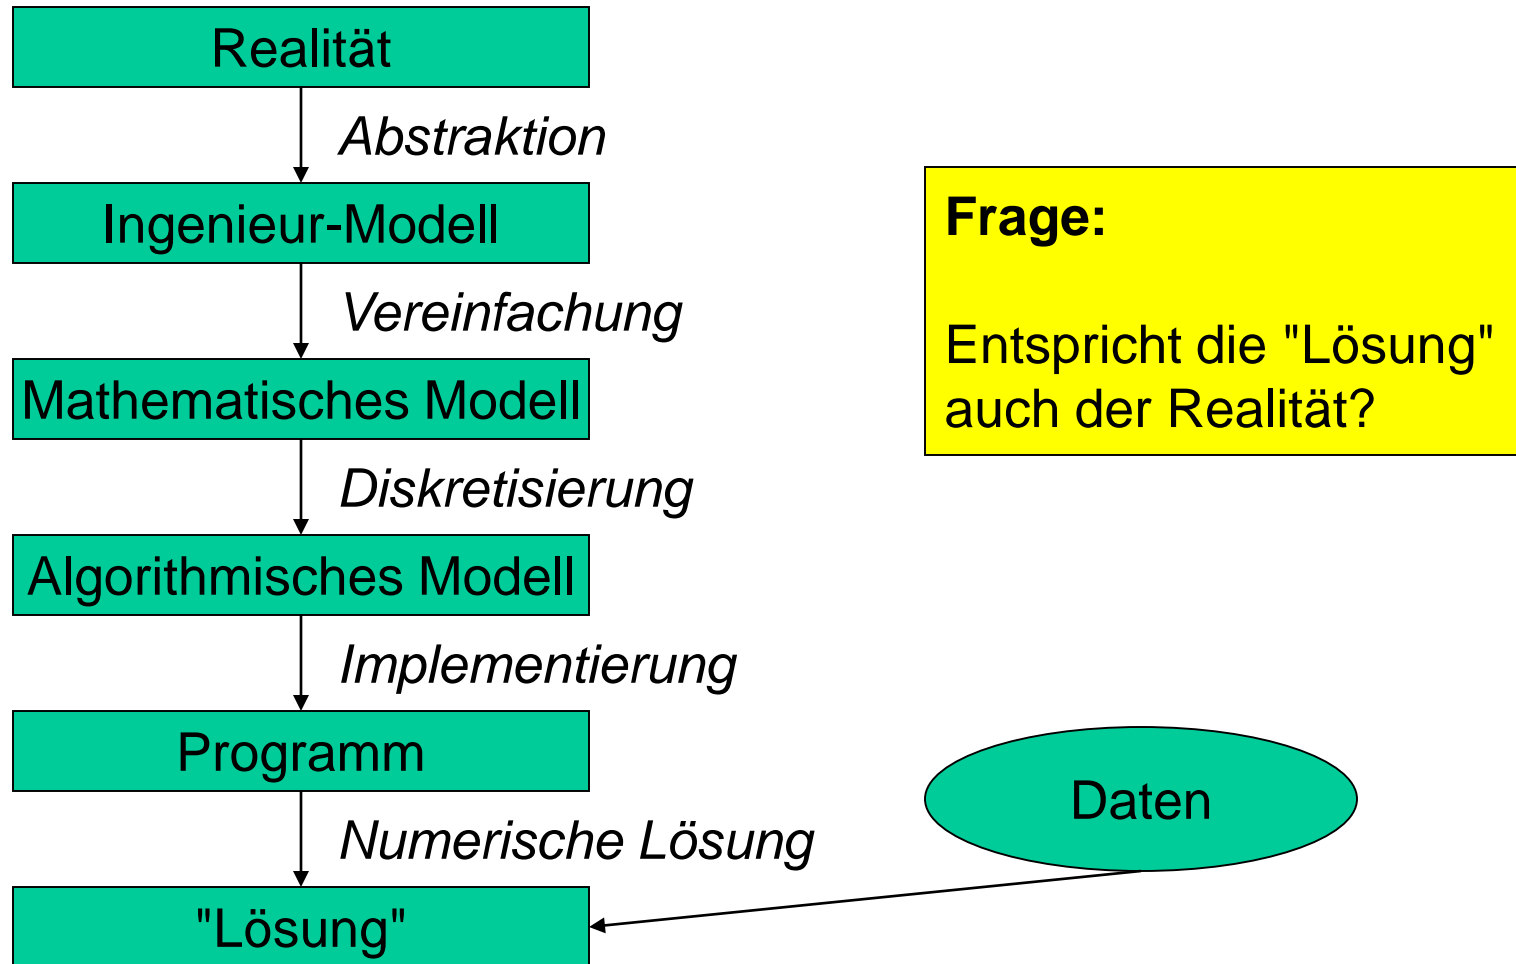 Realität
Abstraktion
Ingenieur-Modell
Vereinfachung
Mathematisches Modell
Diskretisierung
Algorithmisches Modell
Implementierung
Programm
Numerische Lösung
"Lösung"
Frage:
Entspricht die "Lösung"
auch der Realität?
Daten